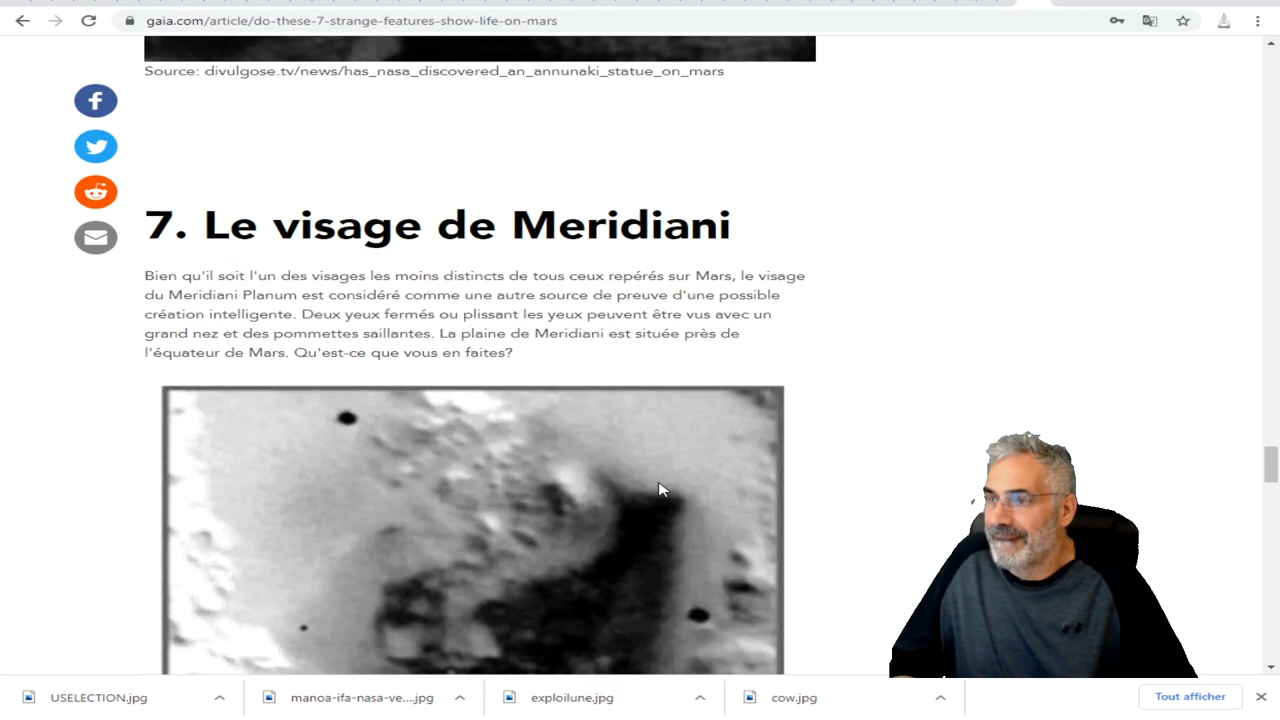 gaia.com/article/do-these-7-strange-features-show-life-on-mars
Source: divulgose.tv/news/has_nasa_discovered_an_annunaki_statue_on_mars
7. Le visage de Meridiani
Bien qu'il soit l'un des visages les moins distincts de tous ceux repérés sur Mars, le visage
du Meridiani Planum est considéré comme une autre source de preuve d'une possible
création intelligente. Deux yeux fermés ou plissant les yeux peuvent être vus avec un
grand nez et des pommettes saillantes. La plaine de Meridiani est située près de
l'équateur de Mars. Qu'est-ce que vous en faites?
USELECTION.jpg
manoa-ifa-nasa-ve....jpg
exploilune.jpg
cow.jpg
Tout afficher